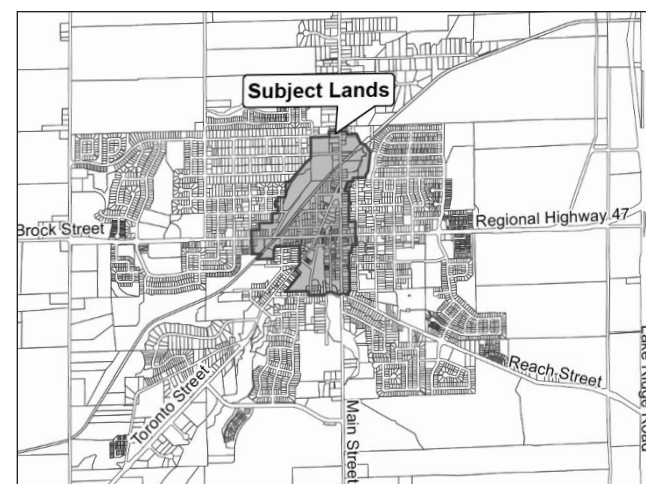 Subject Lands
Brock Street
Regional Highway 47
Reach Street
Toronto Street
Main Street
Lake Ridge Road